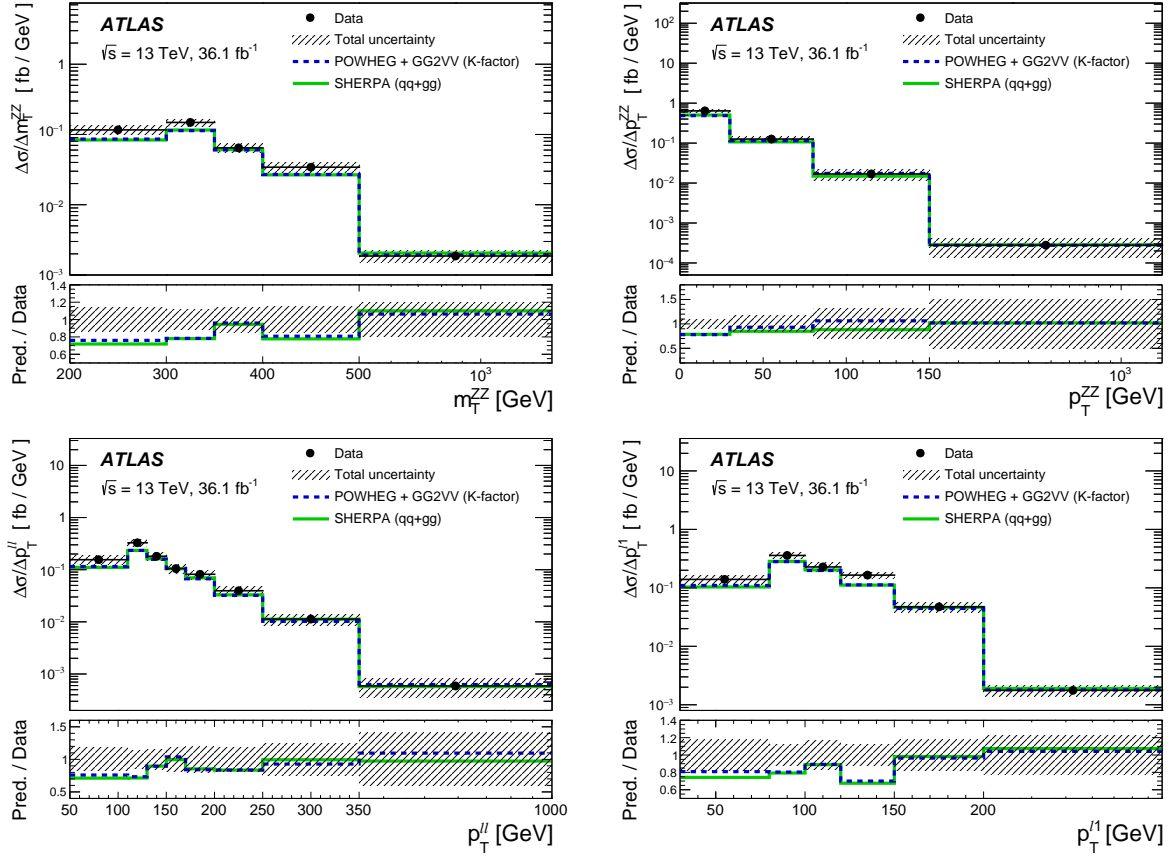 ATLAS
√s = 13 TeV, 36.1 fb⁻¹
Data
Total uncertainty
POWHEG + GG2VV (K-factor)
SHERPA (qq+gg)
Δσ/Δm_T^ZZ [ fb / GeV]
1
10⁻¹
10⁻²
10⁻³
Pred. / Data
1.4
1.2
1
0.8
0.6
200 300 400 500 10³
m_T^ZZ [GeV]
ATLAS
√s = 13 TeV, 36.1 fb⁻¹
Data
Total uncertainty
POWHEG + GG2VV (K-factor)
SHERPA (qq+gg)
Δσ/Δp_T^ZZ [ fb / GeV]
10²
10
1
10⁻¹
10⁻²
10⁻³
10⁻⁴
Pred. / Data
1.5
1
0.5
0 50 100 150 10³
p_T^ZZ [GeV]
ATLAS
√s = 13 TeV, 36.1 fb⁻¹
Data
Total uncertainty
POWHEG + GG2VV (K-factor)
SHERPA (qq+gg)
Δσ/Δp_T^ll [ fb / GeV]
10
1
10⁻¹
10⁻²
10⁻³
Pred. / Data
1.5
1
0.5
50 100 150 200 250 300 350 1000
p_T^ll [GeV]
ATLAS
√s = 13 TeV, 36.1 fb⁻¹
Data
Total uncertainty
POWHEG + GG2VV (K-factor)
SHERPA (qq+gg)
Δσ/Δp_T^l1 [ fb / GeV]
10
1
10⁻¹
10⁻²
10⁻³
Pred. / Data
1.2
1
0.8
0.6
0.4
50 100 150 200
p_T^l1 [GeV]